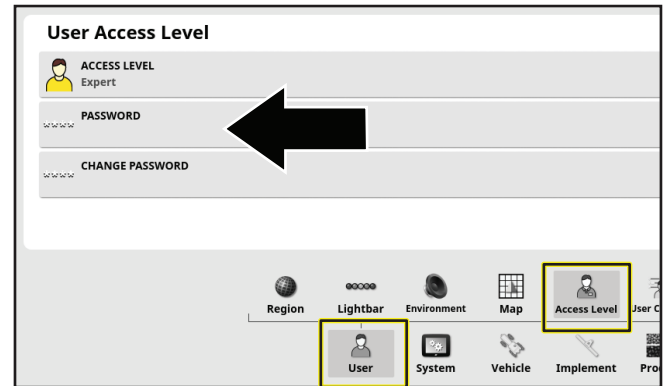 User Access Level
ACCESS LEVEL
Expert
PASSWORD
CHANGE PASSWORD
Region Lightbar Environment Map Access Level
User System Vehicle Implement